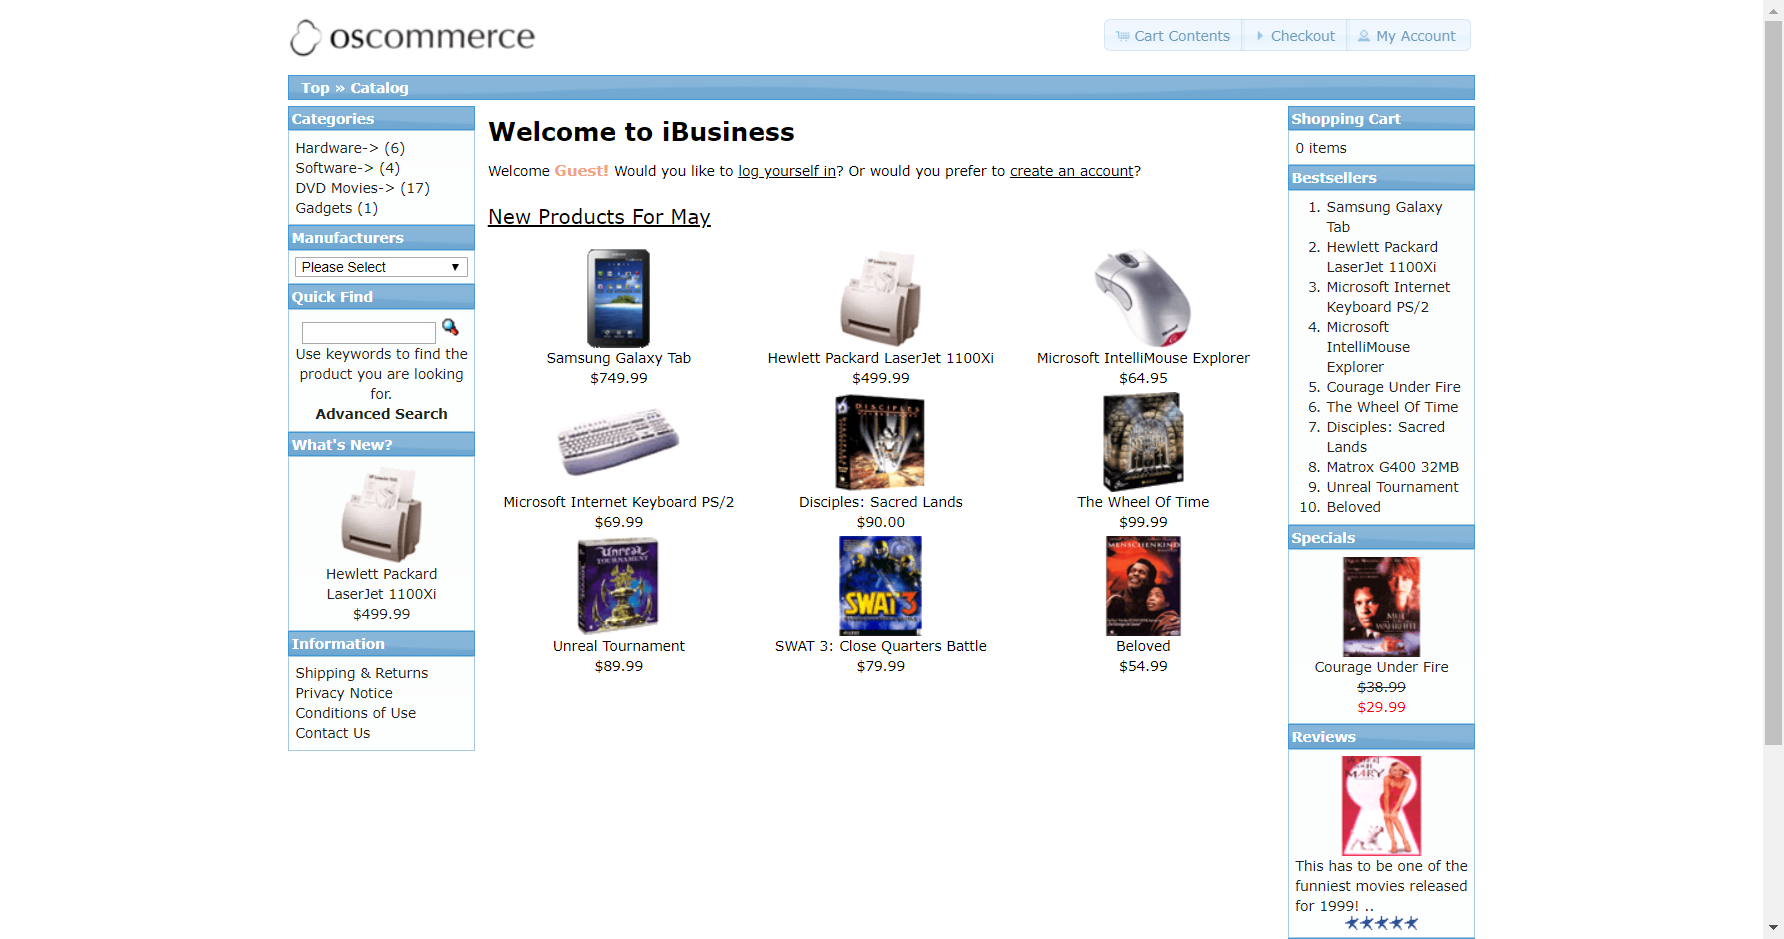 oscommerce
Cart Contents
Checkout
My Account
Top » Catalog
Categories
Hardware-> (6)
Software-> (4)
DVD Movies-> (17)
Gadgets (1)
Manufacturers
Please Select
Quick Find
Use keywords to find the
product you are looking
for.
Advanced Search
What's New?
Hewlett Packard
LaserJet 1100Xi
$499.99
Information
Shipping & Returns
Privacy Notice
Conditions of Use
Contact Us
Welcome to iBusiness
Welcome Guest! Would you like to log yourself in? Or would you prefer to create an account?
New Products For May
Samsung Galaxy Tab
$749.99
Hewlett Packard LaserJet 1100Xi
$499.99
Microsoft IntelliMouse Explorer
$64.95
Microsoft Internet Keyboard PS/2
$69.99
DISCIPLES
Disciples: Sacred Lands
$90.00
The Wheel Of Time
$99.99
Unreal
TOURNAMENT
Unreal Tournament
$89.99
SWAT 3
SWAT 3: Close Quarters Battle
$79.99
MENSCHENKIND
Beloved
$54.99
Shopping Cart
0 items
Bestsellers
1. Samsung Galaxy
Tab
2. Hewlett Packard
LaserJet 1100Xi
3. Microsoft Internet
Keyboard PS/2
4. Microsoft
IntelliMouse
Explorer
5. Courage Under Fire
6. The Wheel Of Time
7. Disciples: Sacred
Lands
8. Matrox G400 32MB
9. Unreal Tournament
10. Beloved
Specials
WAHRHEIT
Courage Under Fire
$38.99
$29.99
Reviews
MARY
This has to be one of the
funniest movies released
for 1999! ..